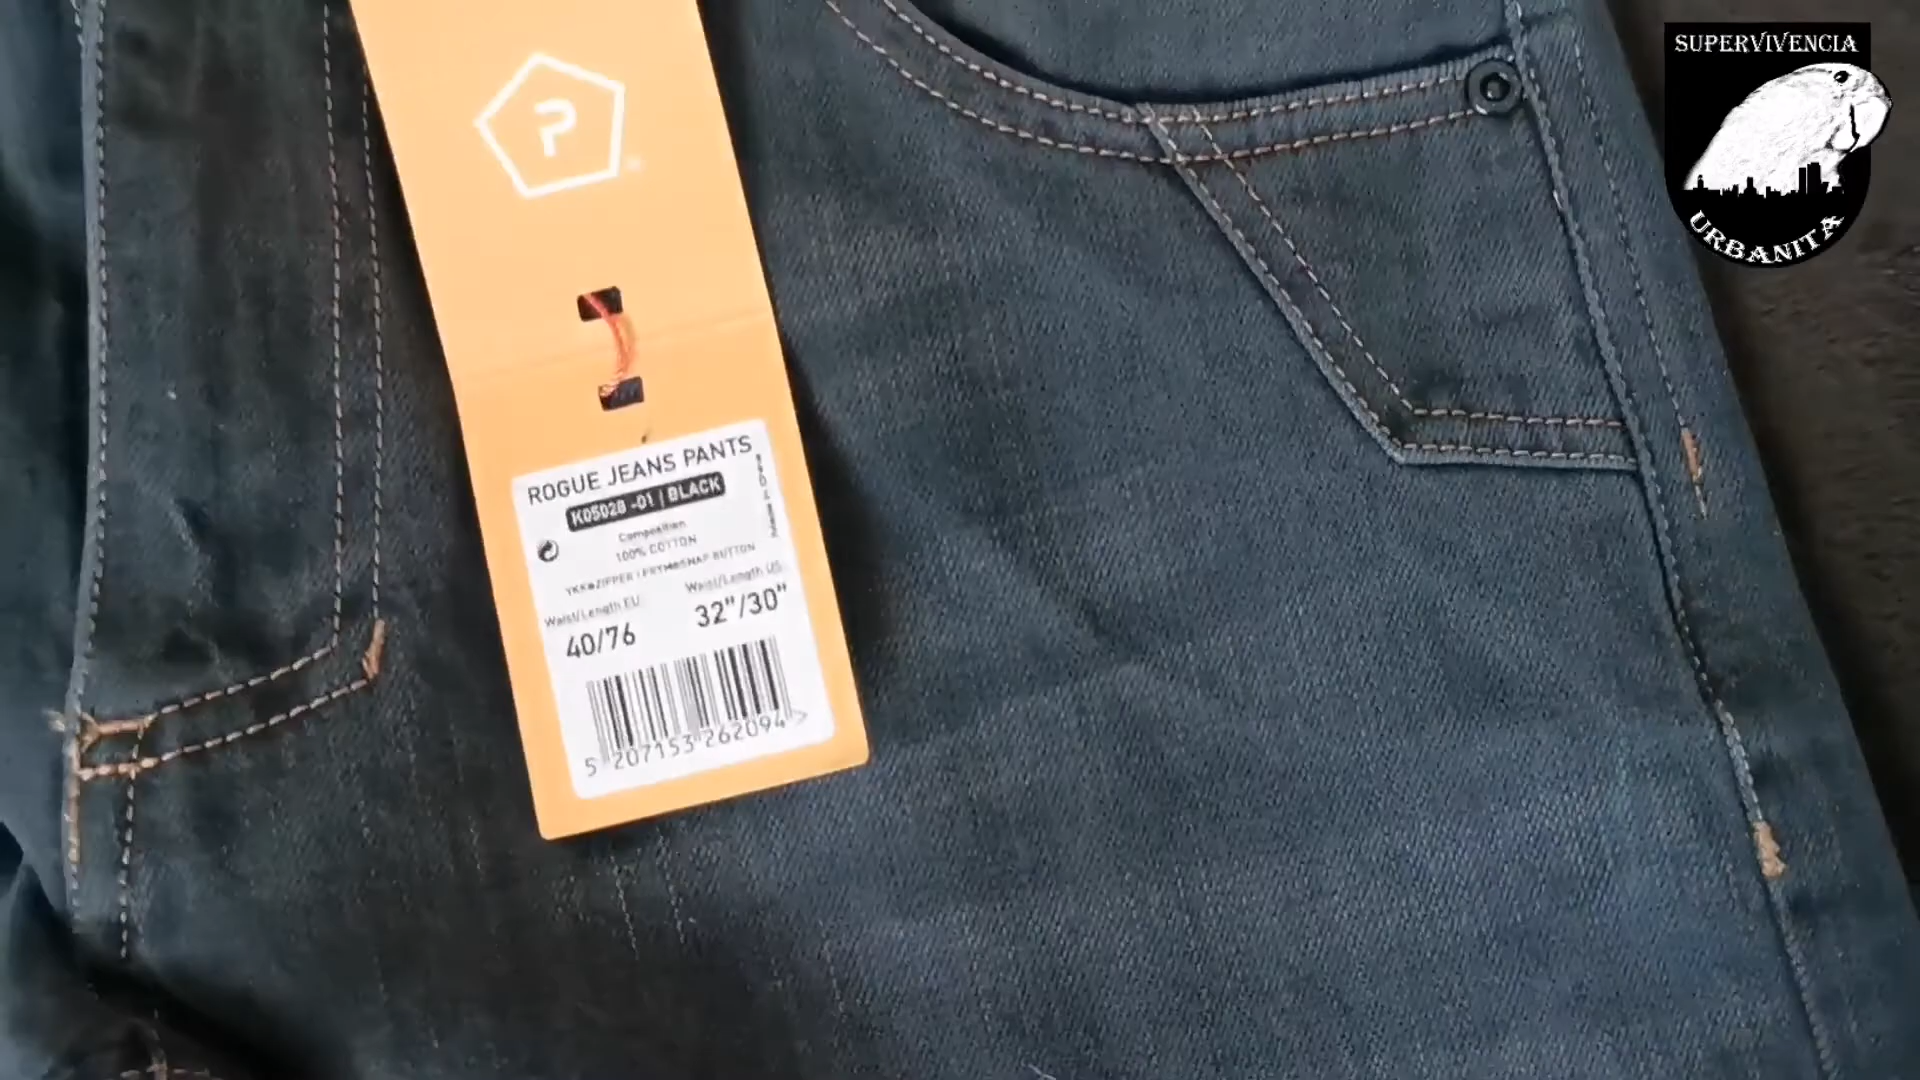 SUPERVIVENCIA
URBANITA
P
ROGUE JEANS PANTS
K05028 -01 | BLACK
Composition
100% COTTON
YKK®ZIPPER / PRYM®SNAP BUTTON
Waist/Length EU
Waist/Length US
40/76
32"/30"
5 207153 262094 >